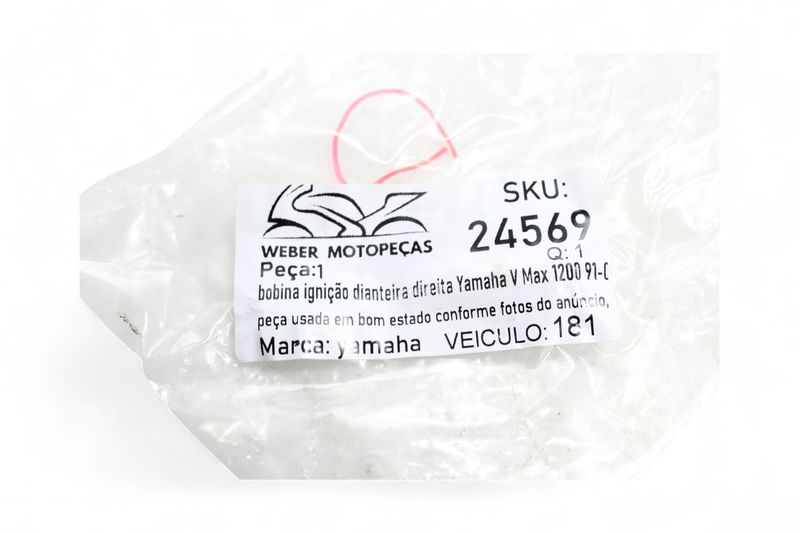 SKU:
24569
WEBER MOTOPEÇAS
Q: 1
Peça:1
bobina ignição dianteira direita Yamaha V Max 1200 91-
peça usada em bom estado conforme fotos do anúncio,
Marca: yamaha VEICULO: 181